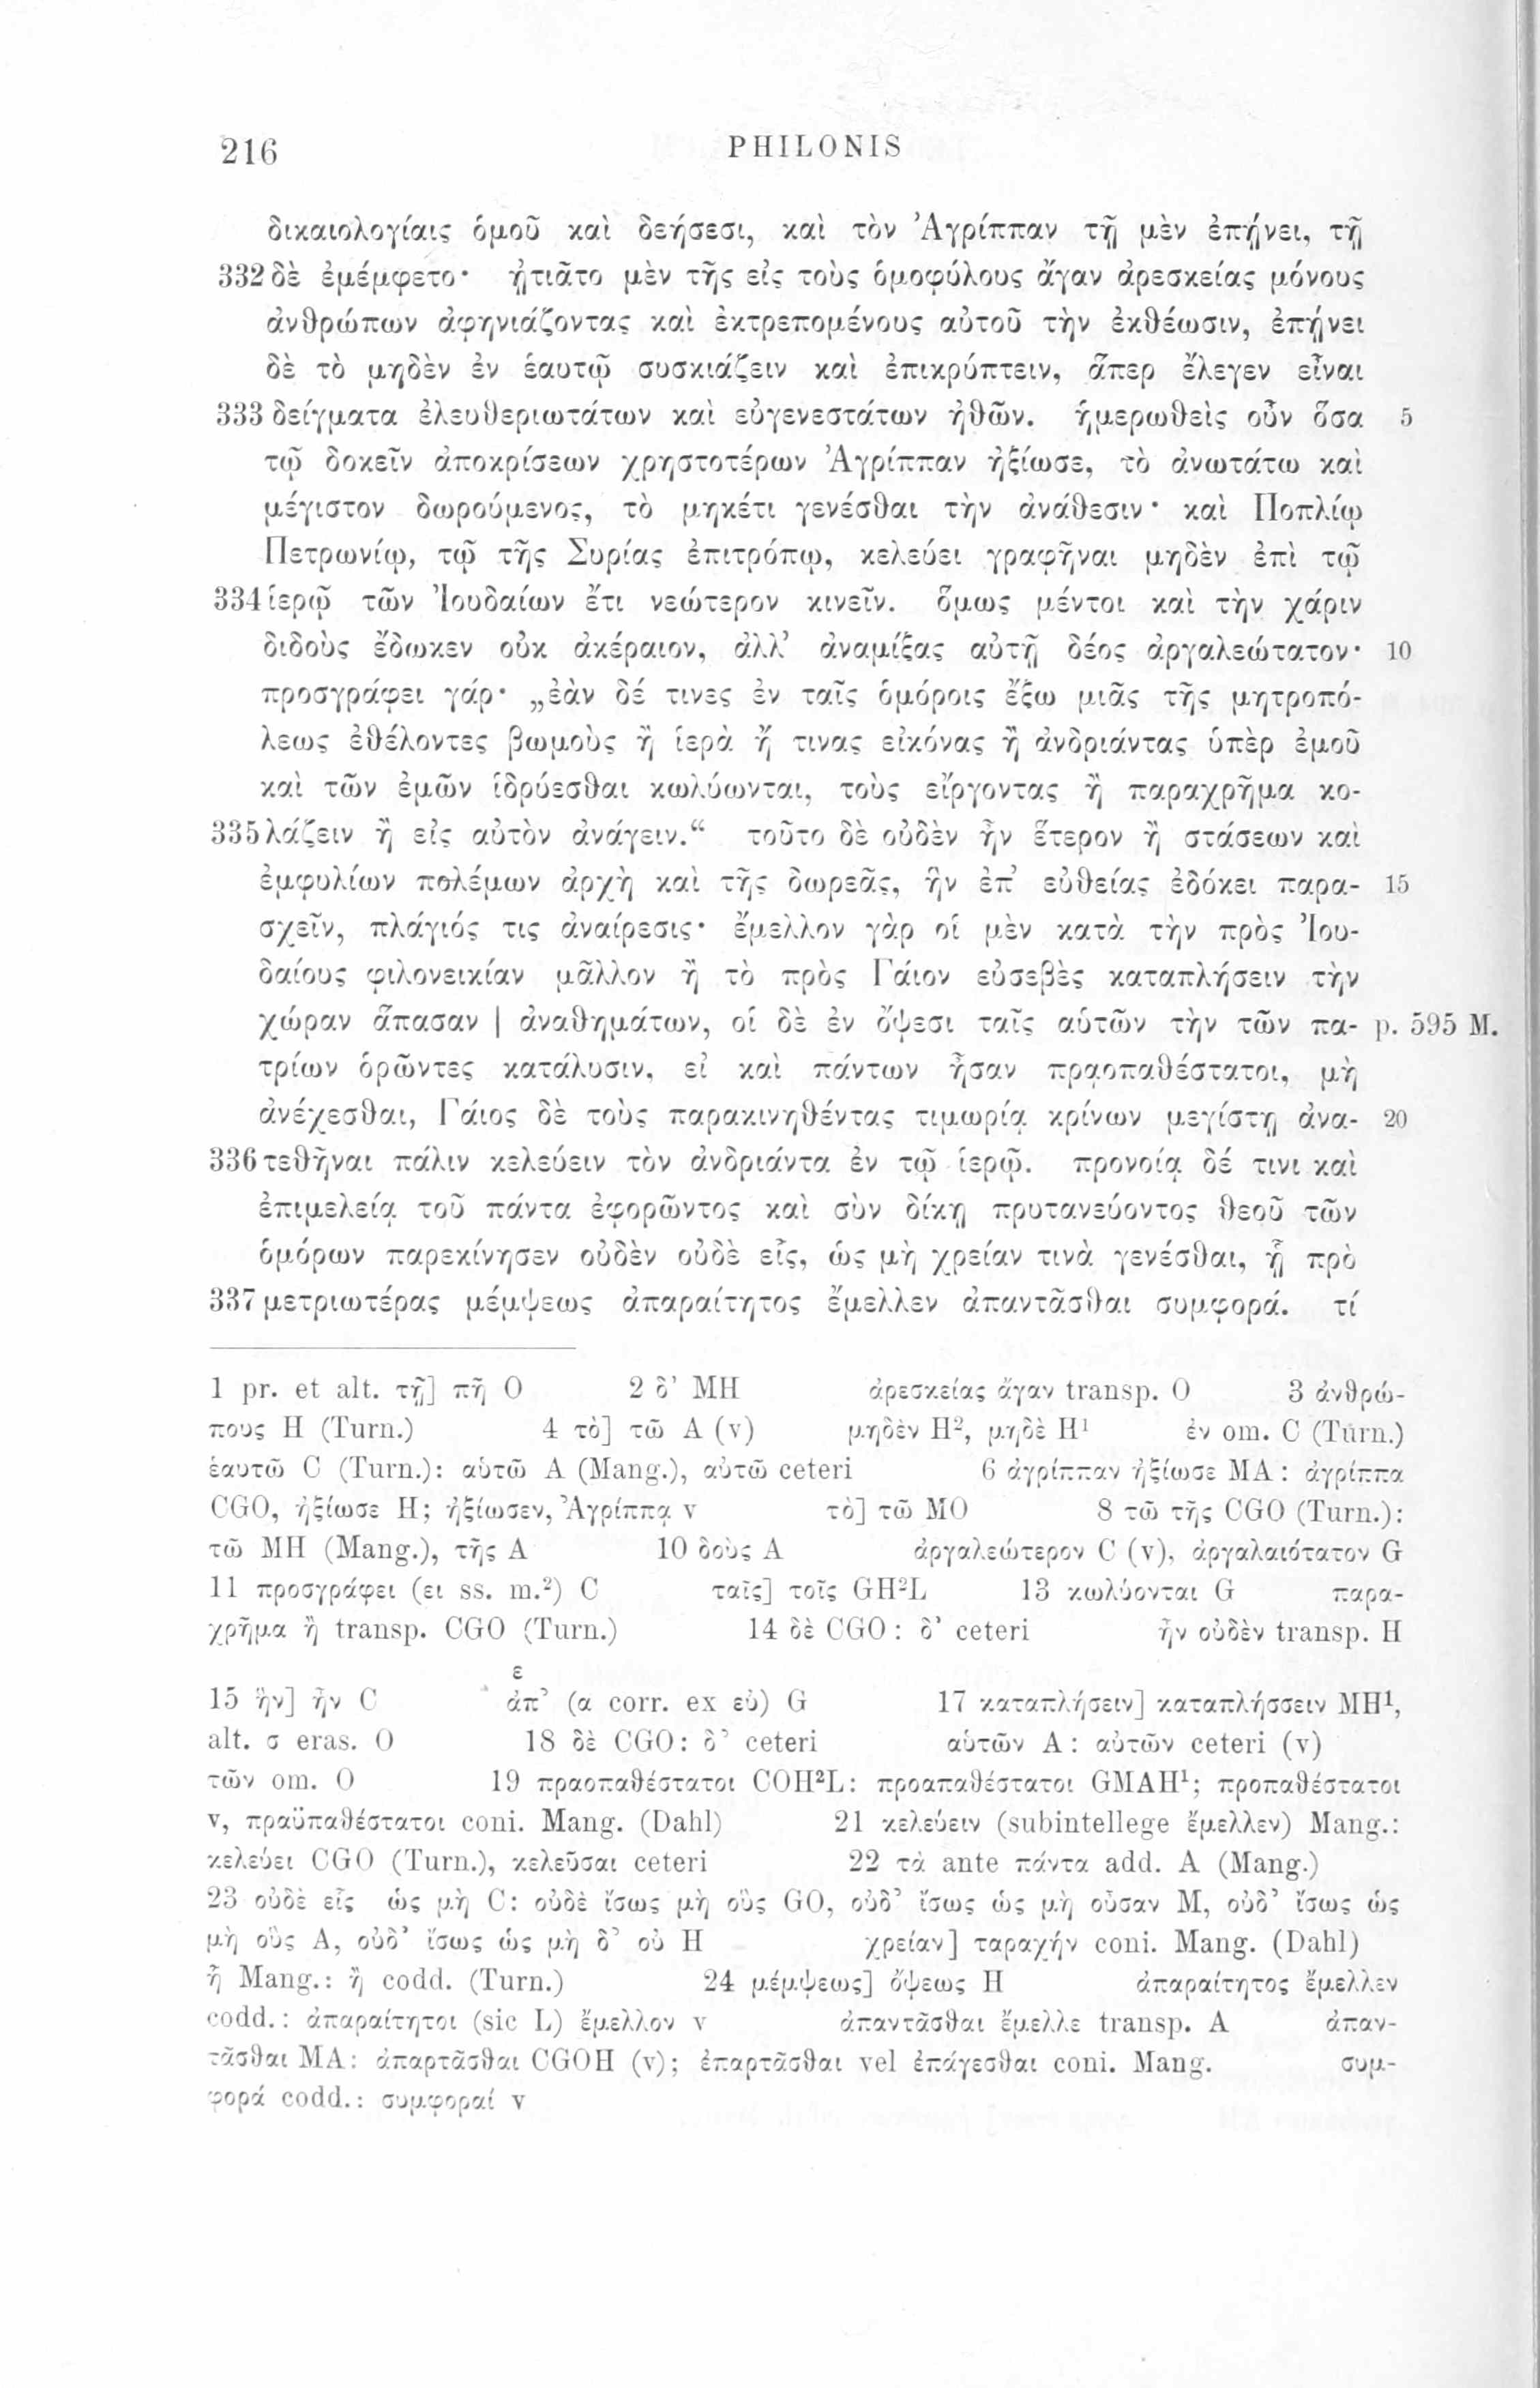 216 PHILONIS
δικαιολογίαις ὁμοῦ καὶ δεήσεσι, καὶ τὸν Ἀγρίππαν τῇ μὲν ἐπῄνει, τῇ
332 δὲ ἐμέμφετο· ᾐτιᾶτο μὲν τῆς εἰς τοὺς ὁμοφύλους ἄγαν ἀρεσκείας μόνους
ἀνθρώπων ἀφηνιάζοντας καὶ ἐκτρεπομένους αὐτοῦ τὴν ἐκθέωσιν, ἐπῄνει
δὲ τὸ μηδὲν ἐν ἑαυτῷ συσκιάζειν καὶ ἐπικρύπτειν, ἅπερ ἔλεγεν εἶναι
333 δείγματα ἐλευθεριωτάτων καὶ εὐγενεστάτων ἠθῶν. ἡμερωθεὶς οὖν ὅσα 5
τῷ δοκεῖν ἀποκρίσεων χρηστοτέρων Ἀγρίππαν ἠξίωσε, τὸ ἀνωτάτω καὶ
μέγιστον δωρούμενος, τὸ μηκέτι γενέσθαι τὴν ἀνάθεσιν· καὶ Ποπλίῳ
Πετρωνίῳ, τῷ τῆς Συρίας ἐπιτρόπῳ, κελεύει γραφῆναι μηδὲν ἐπὶ τῷ
334 ἱερῷ τῶν Ἰουδαίων ἔτι νεώτερον κινεῖν. ὅμως μέντοι καὶ τὴν χάριν
διδοὺς ἔδωκεν οὐκ ἀκέραιον, ἀλλ’ ἀναμίξας αὐτῇ δέος ἀργαλεώτατον· 10
προσγράφει γάρ· „ἐὰν δέ τινες ἐν ταῖς ὁμόροις ἔξω μιᾶς τῆς μητροπό-
λεως ἐθέλοντες βωμοὺς ἢ ἱερὰ ἤ τινας εἰκόνας ἢ ἀνδριάντας ὑπὲρ ἐμοῦ
καὶ τῶν ἐμῶν ἱδρύεσθαι κωλύωνται, τοὺς εἴργοντας ἢ παραχρῆμα κο-
335 λάζειν ἢ εἰς αὐτὸν ἀνάγειν.“ τοῦτο δὲ οὐδὲν ἦν ἕτερον ἢ στάσεων καὶ
ἐμφυλίων πολέμων ἀρχὴ καὶ τῆς δωρεᾶς, ἣν ἐπ’ εὐθείας ἐδόκει παρα- 15
σχεῖν, πλάγιός τις ἀναίρεσις· ἔμελλον γὰρ οἱ μὲν κατὰ τὴν πρὸς Ἰου-
δαίους φιλονεικίαν μᾶλλον ἢ τὸ πρὸς Γάιον εὐσεβὲς καταπλήσειν τὴν
χώραν ἅπασαν | ἀναθημάτων, οἱ δὲ ἐν ὄψεσι ταῖς αὑτῶν τὴν τῶν πα- p. 595 M.
τρίων ὁρῶντες κατάλυσιν, εἰ καὶ πάντων ἦσαν πρᾳοπαθέστατοι, μὴ
ἀνέχεσθαι, Γάιος δὲ τοὺς παρακινηθέντας τιμωρίᾳ κρίνων μεγίστῃ ἀνα- 20
336 τεθῆναι πάλιν κελεύειν τὸν ἀνδριάντα ἐν τῷ ἱερῷ. προνοίᾳ δέ τινι καὶ
ἐπιμελείᾳ τοῦ πάντα ἐφορῶντος καὶ σὺν δίκῃ πρυτανεύοντος θεοῦ τῶν
ὁμόρων παρεκίνησεν οὐδὲν οὐδὲ εἷς, ὡς μὴ χρείαν τινὰ γενέσθαι, ᾗ πρὸ
337 μετριωτέρας μέμψεως ἀπαραίτητος ἔμελλεν ἀπαντᾶσθαι συμφορά. τί
1 pr. et alt. τῇ] πῆ O 2 δ’ MH ἀρεσκείας ἄγαν transp. O 3 ἀνθρώ-
πους H (Turn.) 4 τὸ] τῶ A (v) μηδὲν H², μηδὲ H¹ ἐν om. C (Turn.)
ἑαυτῶ C (Turn.): αὑτῶ A (Mang.), αὐτῶ ceteri 6 ἀγρίππαν ἠξίωσε MA: ἀγρίππα
CGO, ἠξίωσε H; ἠξίωσεν, Ἀγρίππᾳ v τὸ] τῶ MO 8 τῶ τῆς CGO (Turn.):
τῶ MH (Mang.), τῆς A 10 δοὺς A ἀργαλεώτερον C (v), ἀργαλαιότατον G
11 προσγράφει (ει ss. m.²) C ταῖς] τοῖς GH²L 13 κωλύονται G παρα-
χρῆμα ἢ transp. CGO (Turn.) 14 δὲ CGO: δ’ ceteri ἦν οὐδὲν transp. H
ε
15 ἣν] ἦν C ἀπ’ (α corr. ex εὐ) G 17 καταπλήσειν] καταπλήσσειν MH¹,
alt. σ eras. O 18 δὲ CGO: δ’ ceteri αὑτῶν A: αὐτῶν ceteri (v)
τῶν om. O 19 πραοπαθέστατοι COH²L: προαπαθέστατοι GMAH¹; προπαθέστατοι
v, πραϋπαθέστατοι coni. Mang. (Dahl) 21 κελεύειν (subintellege ἔμελλεν) Mang.:
κελεύει CGO (Turn.), κελεῦσαι ceteri 22 τὰ ante πάντα add. A (Mang.)
23 οὐδὲ εἷς ὡς μὴ C: οὐδὲ ἴσως μὴ οὓς GO, οὐδ’ ἴσως ὡς μὴ οὖσαν M, οὐδ’ ἴσως ὡς
μὴ οὓς A, οὐδ’ ἴσως ὡς μὴ δ’ οὐ H χρείαν] ταραχήν coni. Mang. (Dahl)
ᾗ Mang.: ἢ codd. (Turn.) 24 μέμψεως] ὄψεως H ἀπαραίτητος ἔμελλεν
codd.: ἀπαραίτητοι (sic L) ἔμελλον v ἀπαντᾶσθαι ἔμελλε transp. A ἀπαν-
τᾶσθαι MA: ἀπαρτᾶσθαι CGOH (v); ἐπαρτᾶσθαι vel ἐπάγεσθαι coni. Mang. συμ-
φορά codd.: συμφοραί v